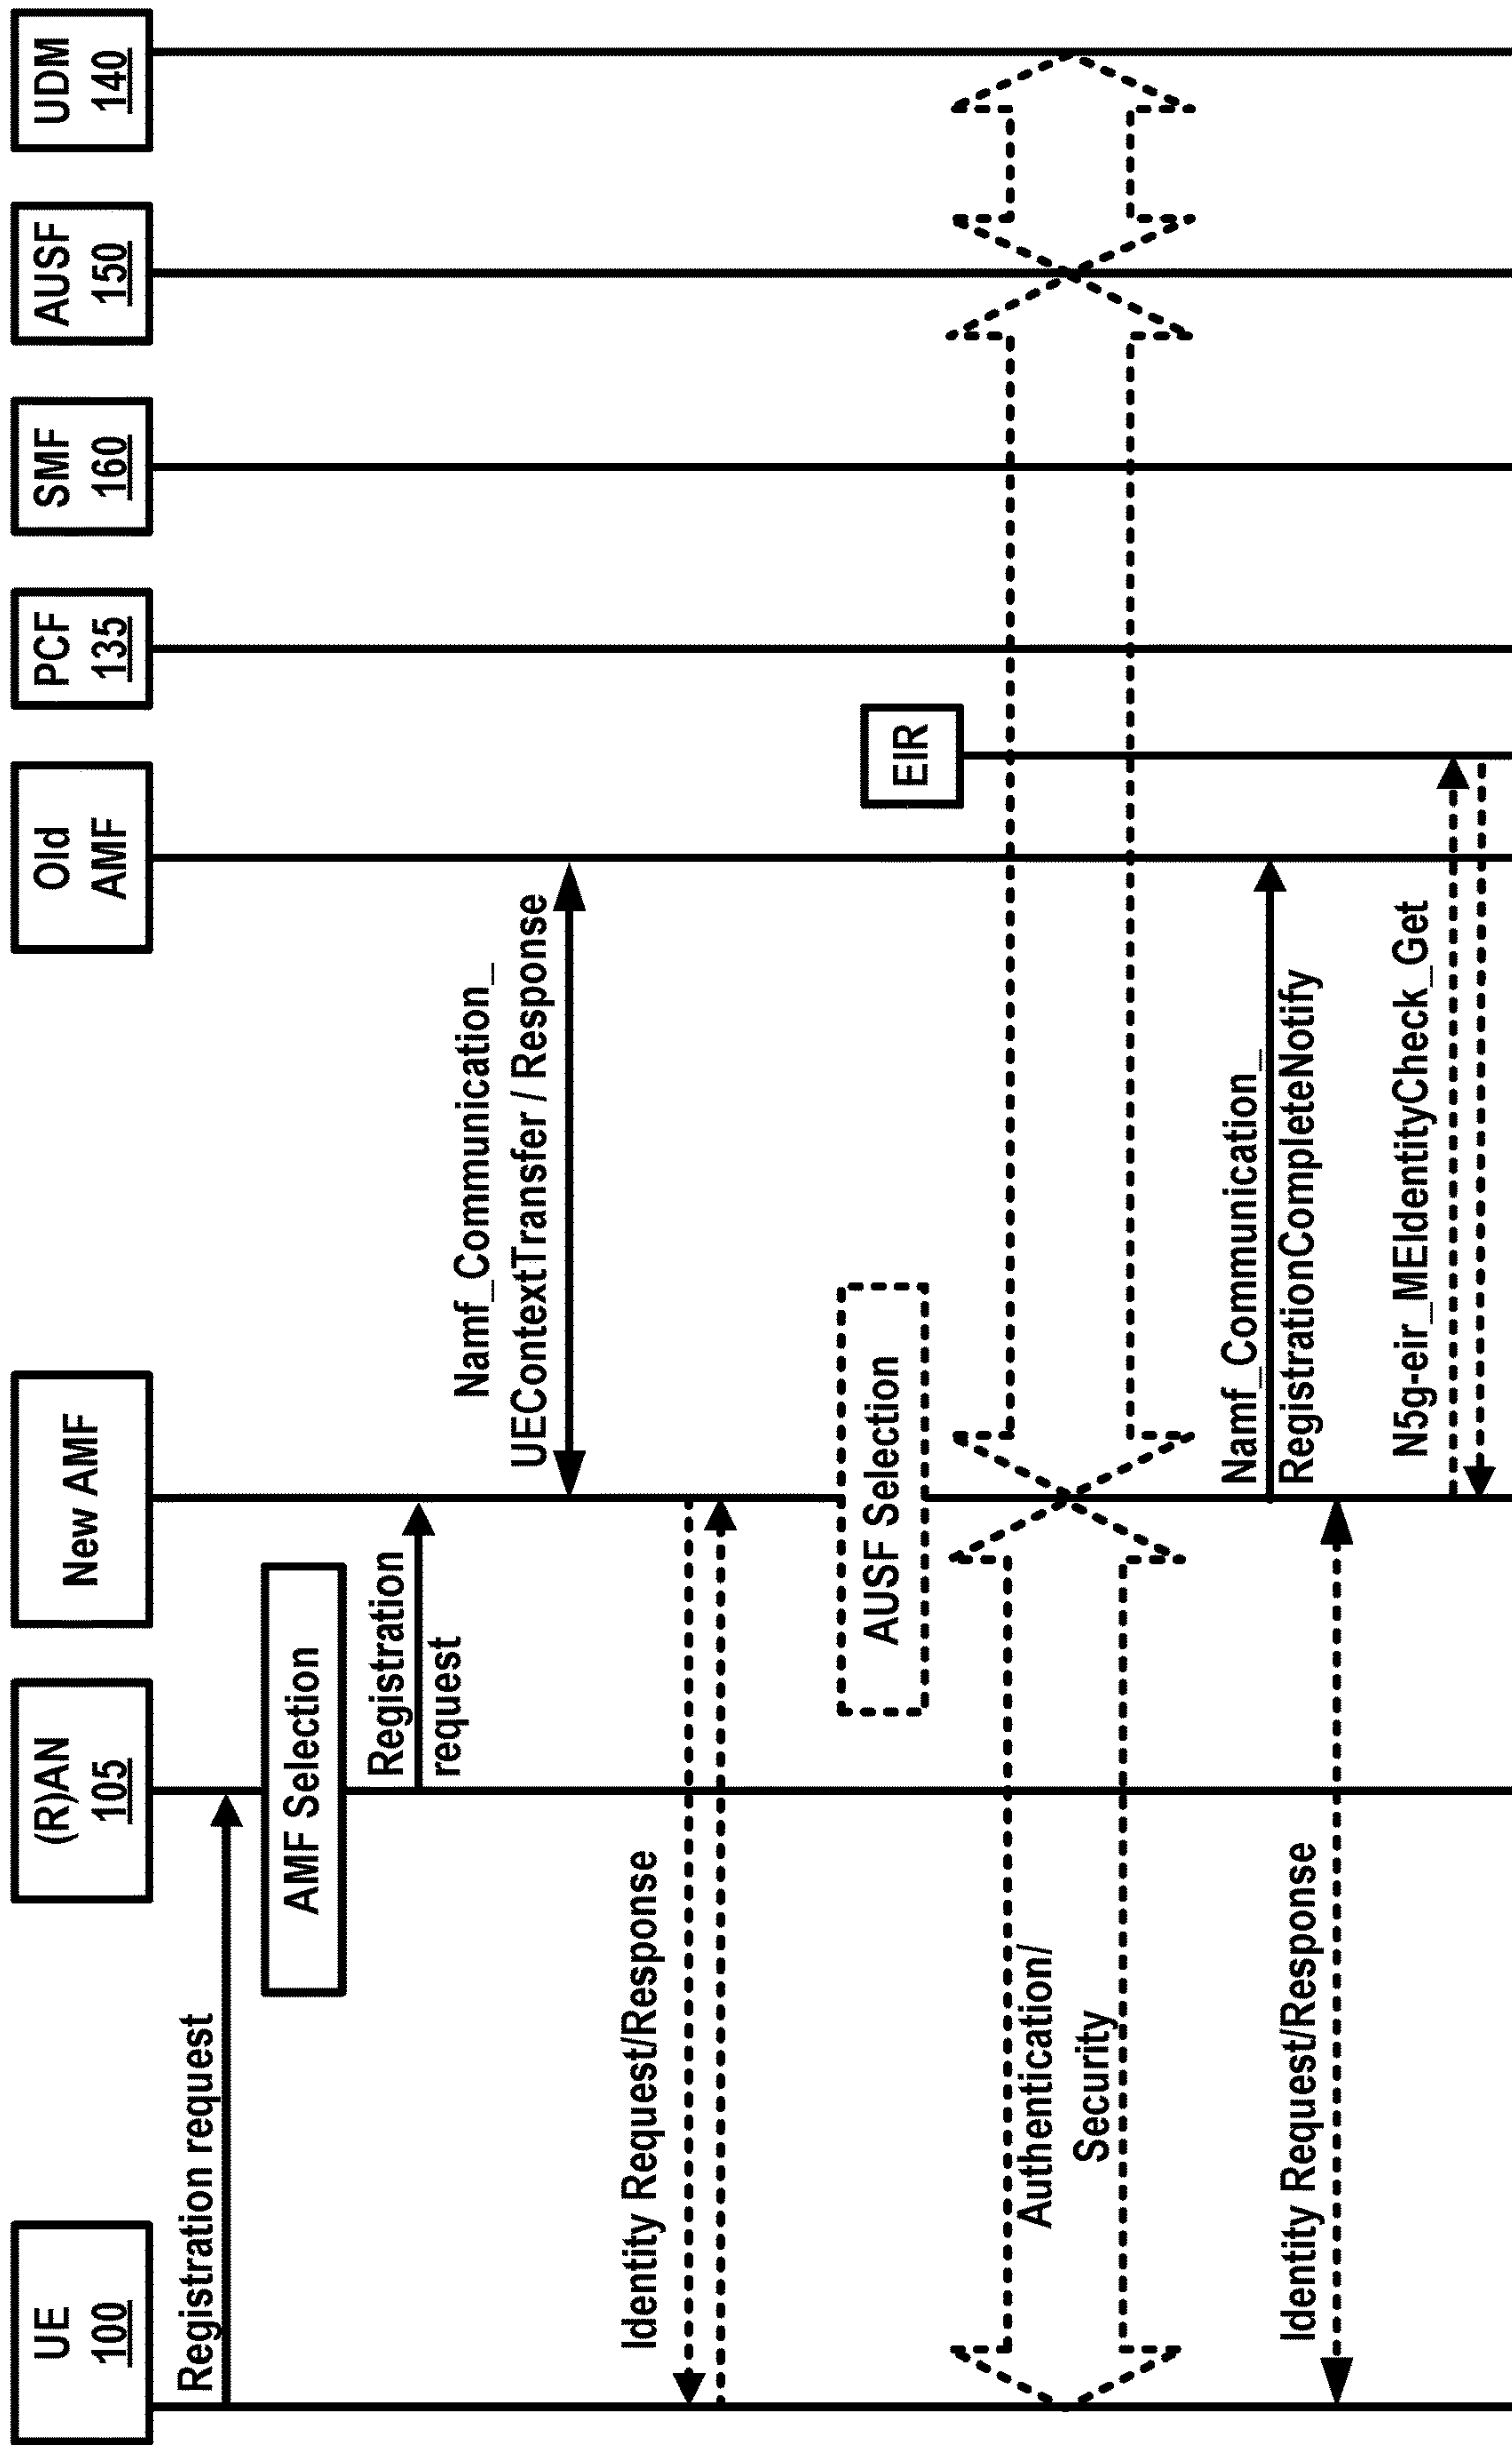 UE
100
(R)AN
105
New AMF
Old
AMF
PCF
135
SMF
160
AUSF
150
UDM
140
Registration request
AMF Selection
Registration
request
Namf_Communication_
UEContextTransfer / Response
Identity Request/Response
AUSF Selection
EIR
Authentication/
Security
Namf_Communication_
RegistrationCompleteNotify
Identity Request/Response
N5g-eir_MEIdentityCheck_Get